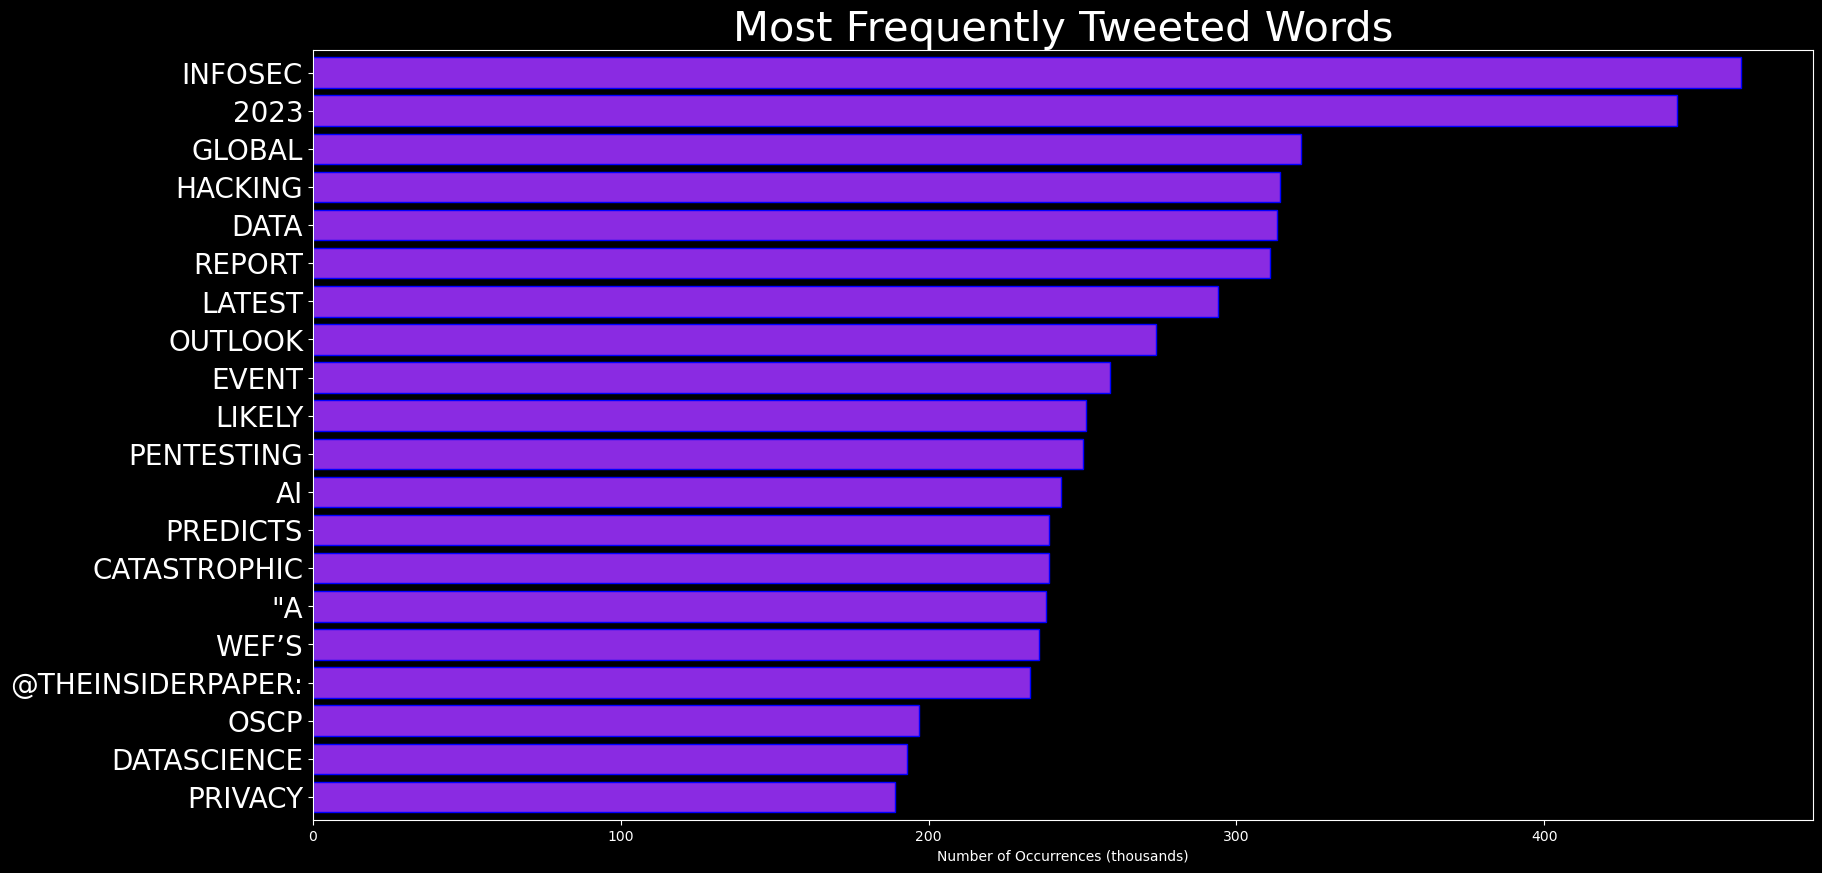 Most Frequently Tweeted Words
INFOSEC
2023
GLOBAL
HACKING
DATA
REPORT
LATEST
OUTLOOK
EVENT
LIKELY
PENTESTING
AI
PREDICTS
CATASTROPHIC
"A
WEF’S
@THEINSIDERPAPER:
OSCP
DATASCIENCE
PRIVACY
0 100 200 300 400
Number of Occurrences (thousands)